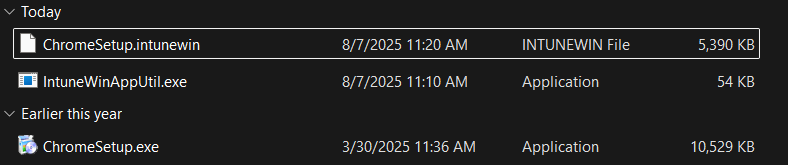 Today
ChromeSetup.intunewin 8/7/2025 11:20 AM INTUNEWIN File 5,390 KB
IntuneWinAppUtil.exe 8/7/2025 11:10 AM Application 54 KB
Earlier this year
ChromeSetup.exe 3/30/2025 11:36 AM Application 10,529 KB